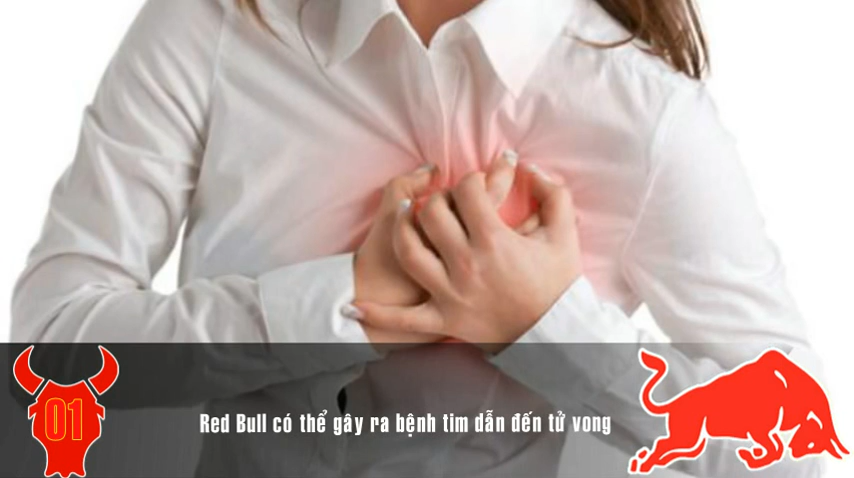 01
Red Bull có thể gây ra bệnh tim dẫn đến tử vong